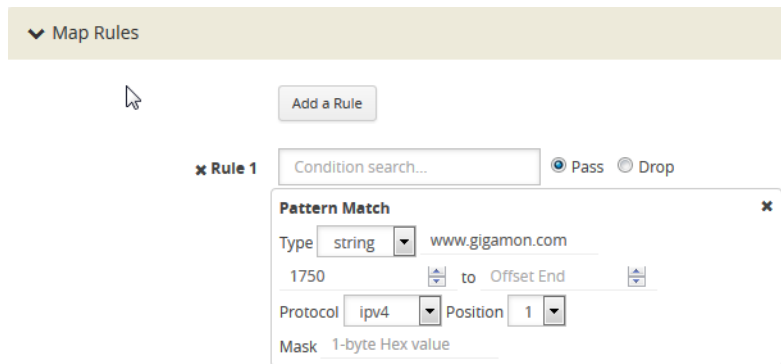 Map Rules
Add a Rule
Rule 1 Condition search... Pass Drop
Pattern Match
Type string www.gigamon.com
1750 to Offset End
Protocol ipv4 Position 1
Mask 1-byte Hex value